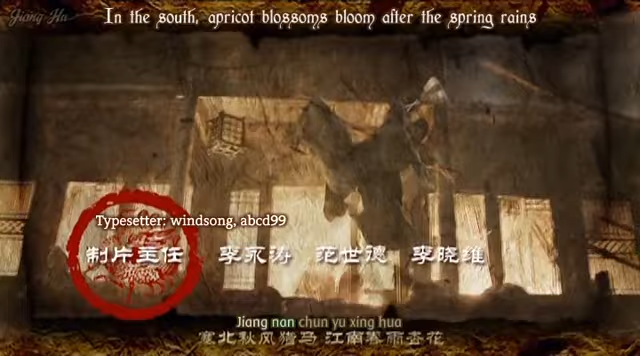 Jiang Hu
In the south, apricot blossoms bloom after the spring rains
Typesetter: windsong, abcd99
制片主任 李永涛 范世德 李晓维
Jiang nan chun yu xing hua
塞北秋风猎马 江南春雨杏花